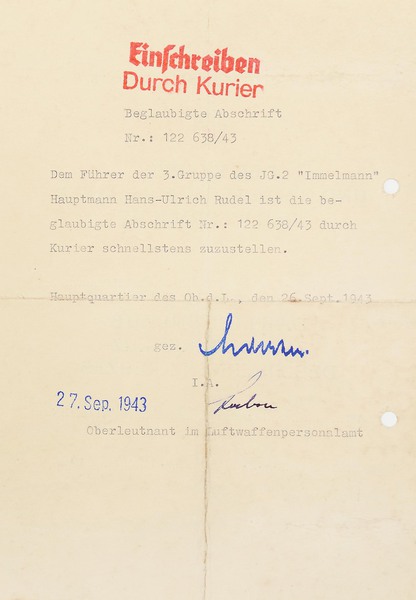 Einschreiben
Durch Kurier
Beglaubigte Abschrift
Nr.: 122 638/43
Dem Führer der 3.Gruppe des JG.2 "Immelmann"
Hauptmann Hans-Ulrich Rudel ist die be-
glaubigte Abschrift Nr.: 122 638/43 durch
Kurier schnellstens zuzustellen.
Hauptquartier des Ob.d.L., den 26 Sept.1943
gez.
I.A.
27. Sep. 1943
Oberleutnant im Luftwaffenpersonalamt